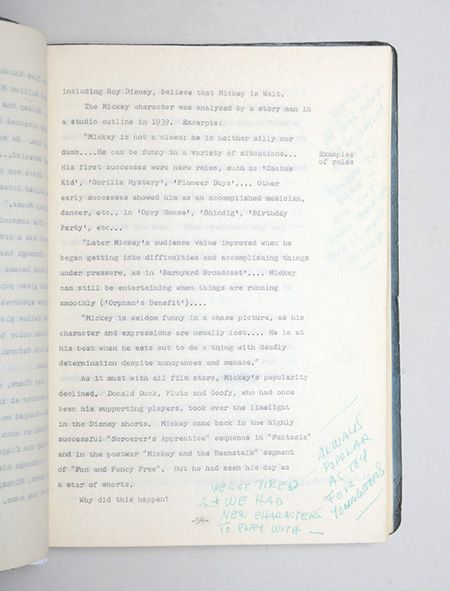 including Roy Disney, believe that Mickey is Walt.
The Mickey character was analyzed by a story man in
a studio outline in 1939. Excerpts:
"Mickey is not a clown; he is neither silly nor
dumb....He can be funny in a variety of situations...
His first successes were hero roles, such as 'Cactus
Kid', 'Gorilla Mystery', 'Pioneer Days'.... Other
early successes showed him as an accomplished musician,
dancer, etc., in 'Opry House', 'Shindig', 'Birthday
Party', etc...
Examples
of roles
"Later Mickey's audience value improved when he
began getting into difficulties and accomplishing things
under pressure, as in 'Barnyard Broadcast'.... Mickey
can still be entertaining when things are running
smoothly ('Orphan's Benefit')....
"Mickey is seldom funny in a chase picture, as his
character and expressions are usually lost.... He is at
his best when he sets out to do a thing with deadly
determination despite annoyances and menace."
As it must with all film stars, Mickey's popularity
declined. Donald Duck, Pluto and Goofy, who had once
been his supporting players, took over the limelight
in the Disney shorts. Mickey came back in the highly
successful "Sorcerer's Apprentice" sequence in "Fantasia"
and in the postwar "Mickey and the Beanstalk" segment
of "Fun and Fancy Free". But he had seen his day as
a star of shorts.
Why did this happen?
WE GOT TIRED
WE HAD
NEW CHARACTERS
TO PLAY WITH —
ALWAYS
POPULAR
AS TOY
FOR
YOUNGSTERS
-54-